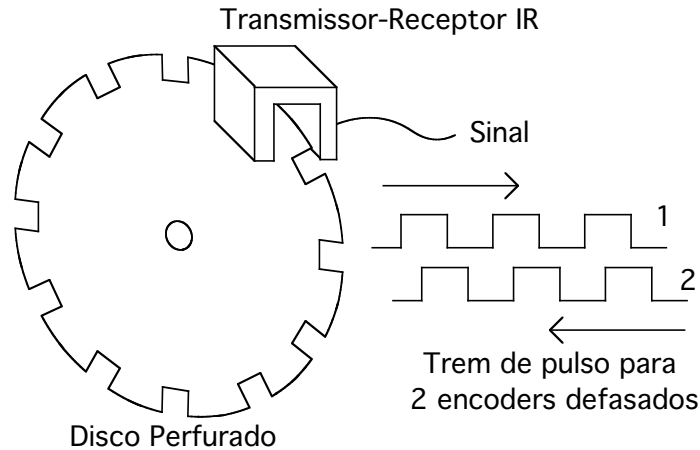 Transmissor-Receptor IR
Sinal
1
2
Trem de pulso para
2 encoders defasados
Disco Perfurado